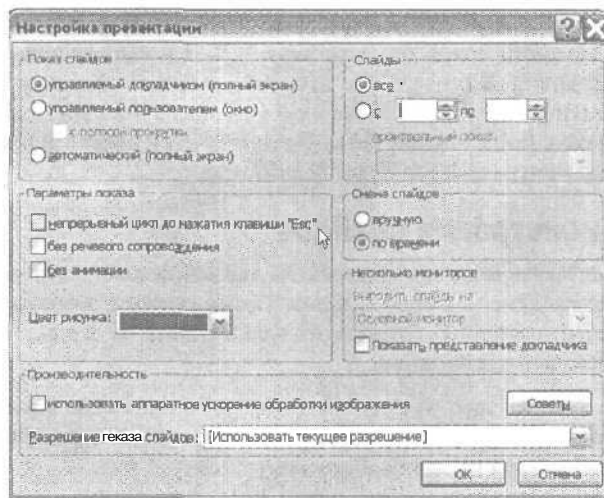 Настройка презентации
Показ слайдов
управляемый докладчиком (полный экран)
управляемый пользователем (окно)
с полосой прокрутки
автоматический (полный экран)
Слайды
все
с по
произвольный показ:
Параметры показа
непрерывный цикл до нажатия клавиши "Esc"
без речевого сопровождения
без анимации
Цвет рисунка:
Смена слайдов
вручную
по времени
Несколько мониторов
Выводить слайды на
Основной монитор
Показать представление докладчика
Производительность
использовать аппаратное ускорение обработки изображения
Советы
Разрешение геказа слайдов: [Использовать текущее разрешение]
ОК Отмена